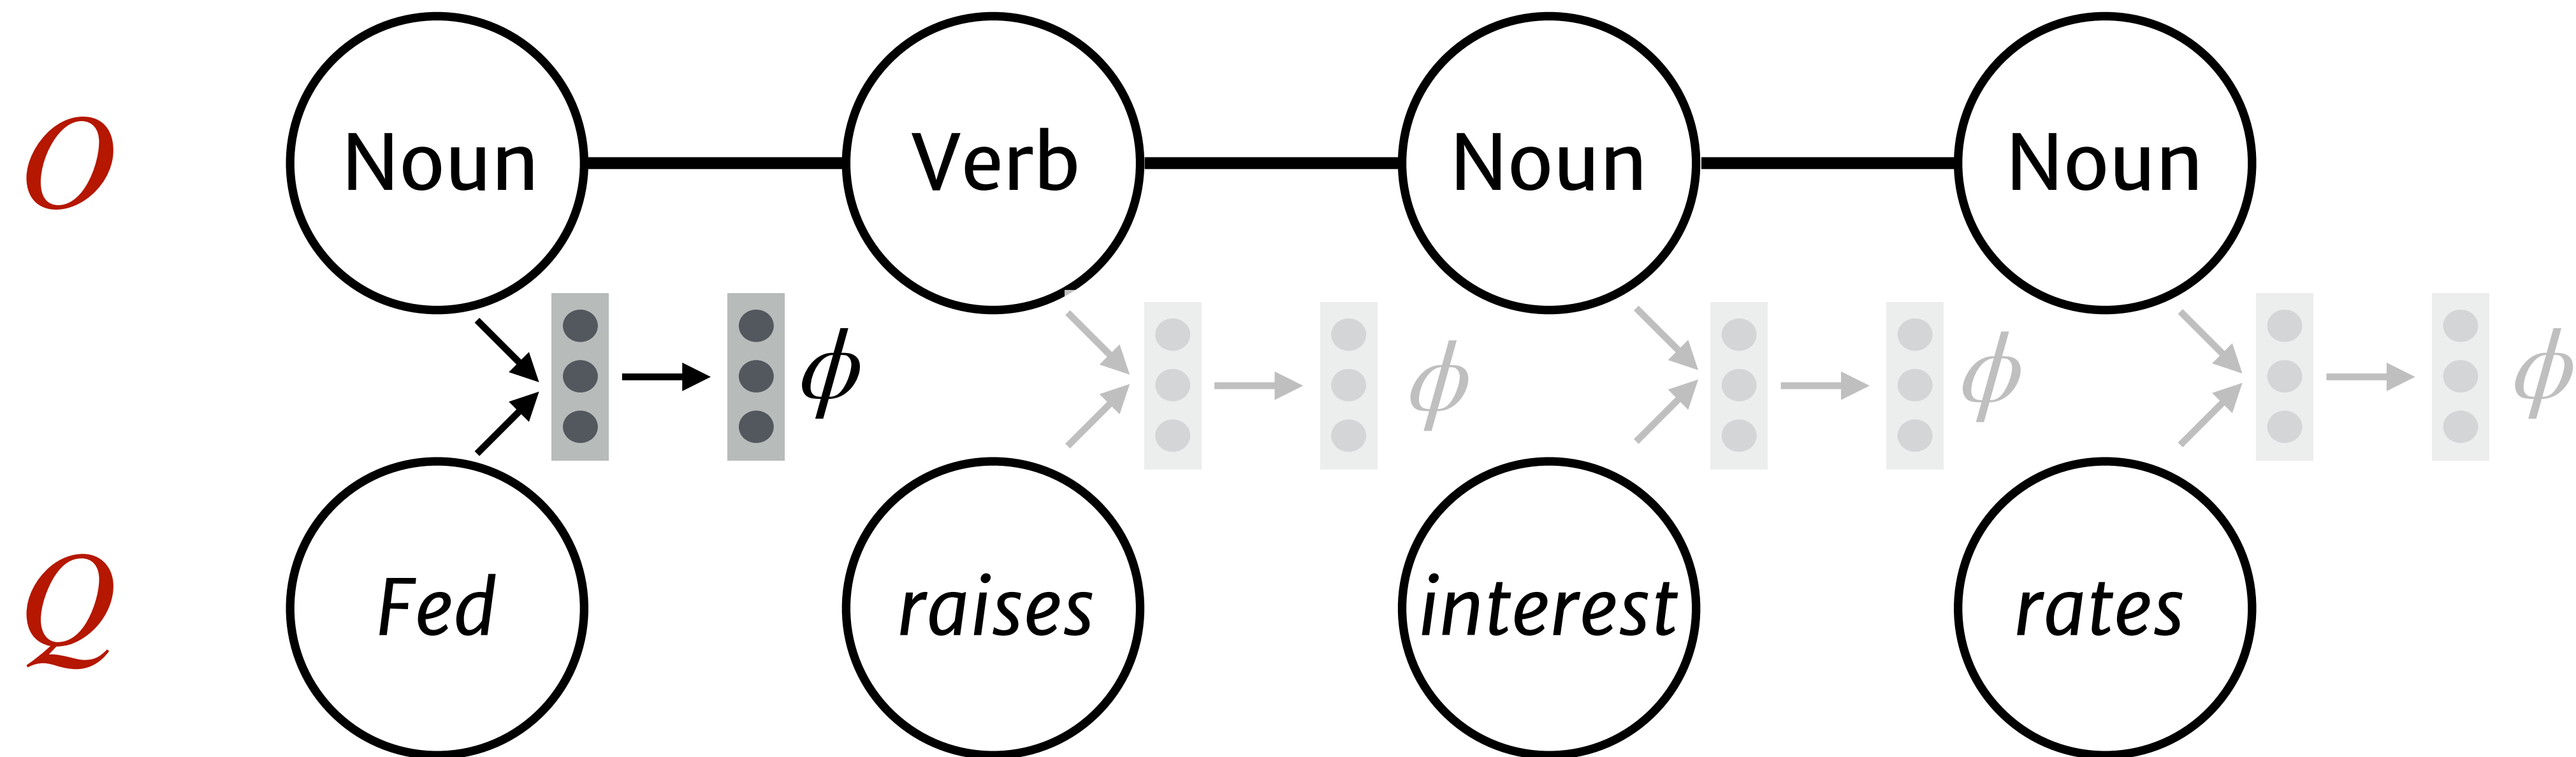 O Noun Verb Noun Noun
ϕ ϕ ϕ ϕ
Q Fed raises interest rates